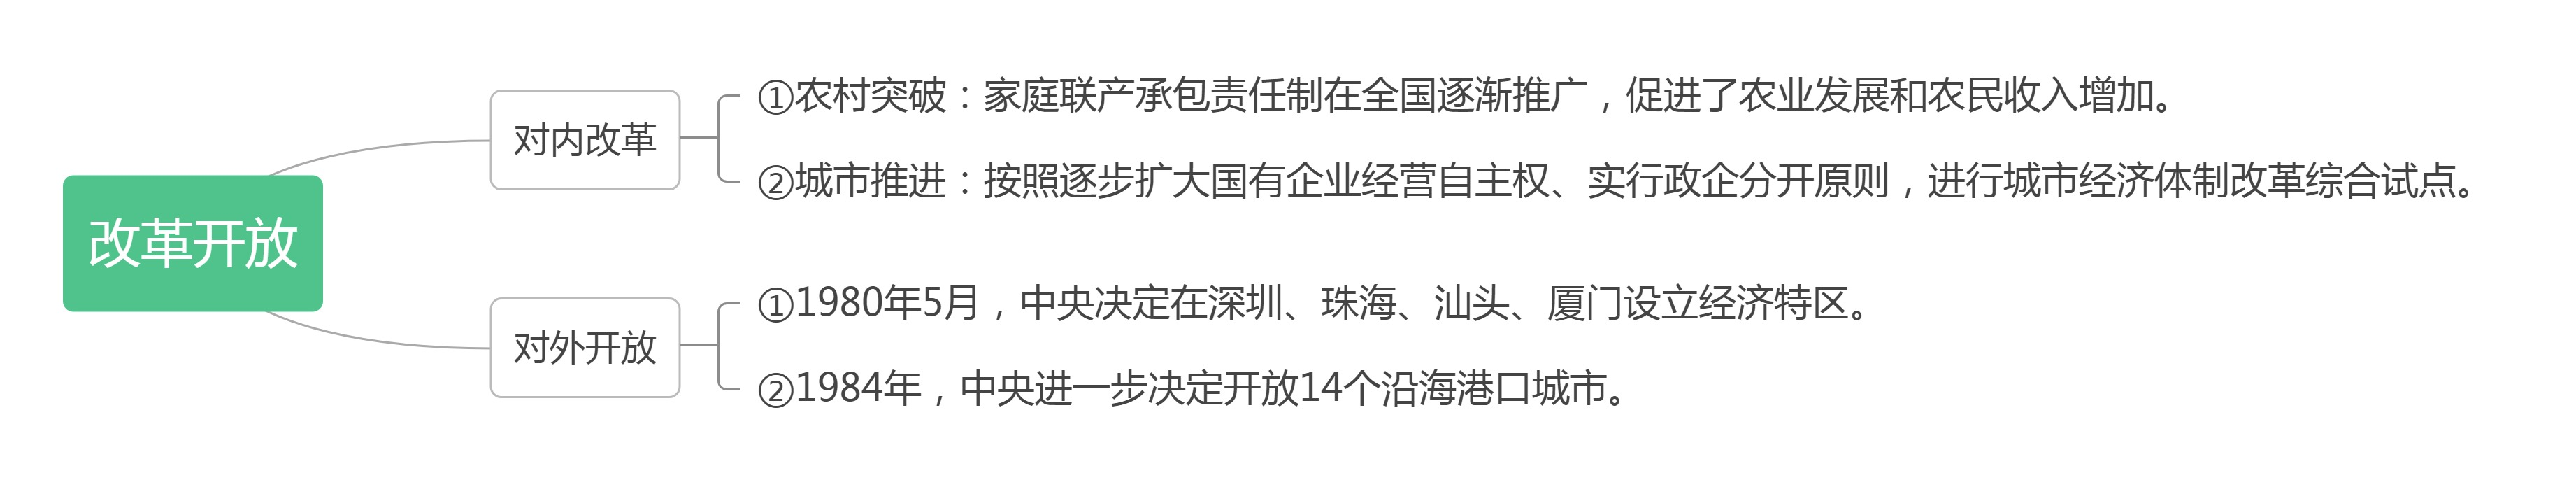 改革开放
对内改革
①农村突破：家庭联产承包责任制在全国逐渐推广，促进了农业发展和农民收入增加。
②城市推进：按照逐步扩大国有企业经营自主权、实行政企分开原则，进行城市经济体制改革综合试点。
对外开放
①1980年5月，中央决定在深圳、珠海、汕头、厦门设立经济特区。
②1984年，中央进一步决定开放14个沿海港口城市。